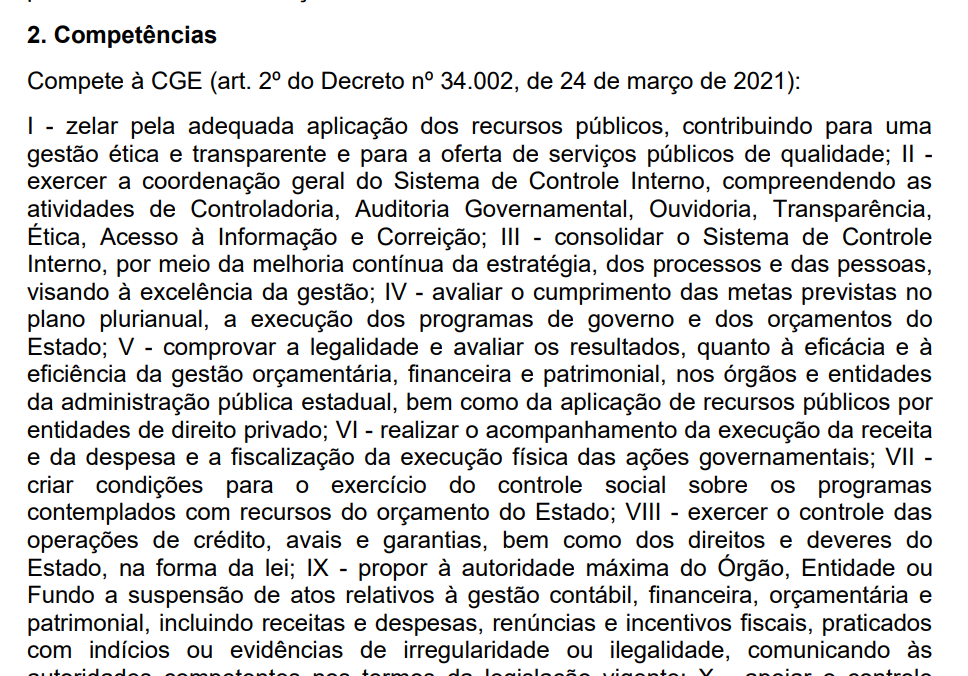 2. Competências
Compete à CGE (art. 2º do Decreto nº 34.002, de 24 de março de 2021):
I - zelar pela adequada aplicação dos recursos públicos, contribuindo para uma
gestão ética e transparente e para a oferta de serviços públicos de qualidade; II -
exercer a coordenação geral do Sistema de Controle Interno, compreendendo as
atividades de Controladoria, Auditoria Governamental, Ouvidoria, Transparência,
Ética, Acesso à Informação e Correição; III - consolidar o Sistema de Controle
Interno, por meio da melhoria contínua da estratégia, dos processos e das pessoas,
visando à excelência da gestão; IV - avaliar o cumprimento das metas previstas no
plano plurianual, a execução dos programas de governo e dos orçamentos do
Estado; V - comprovar a legalidade e avaliar os resultados, quanto à eficácia e à
eficiência da gestão orçamentária, financeira e patrimonial, nos órgãos e entidades
da administração pública estadual, bem como da aplicação de recursos públicos por
entidades de direito privado; VI - realizar o acompanhamento da execução da receita
e da despesa e a fiscalização da execução física das ações governamentais; VII -
criar condições para o exercício do controle social sobre os programas
contemplados com recursos do orçamento do Estado; VIII - exercer o controle das
operações de crédito, avais e garantias, bem como dos direitos e deveres do
Estado, na forma da lei; IX - propor à autoridade máxima do Órgão, Entidade ou
Fundo a suspensão de atos relativos à gestão contábil, financeira, orçamentária e
patrimonial, incluindo receitas e despesas, renúncias e incentivos fiscais, praticados
com indícios ou evidências de irregularidade ou ilegalidade, comunicando às
autoridades competentes nos termos da legislação vigente; X - apoiar o controle